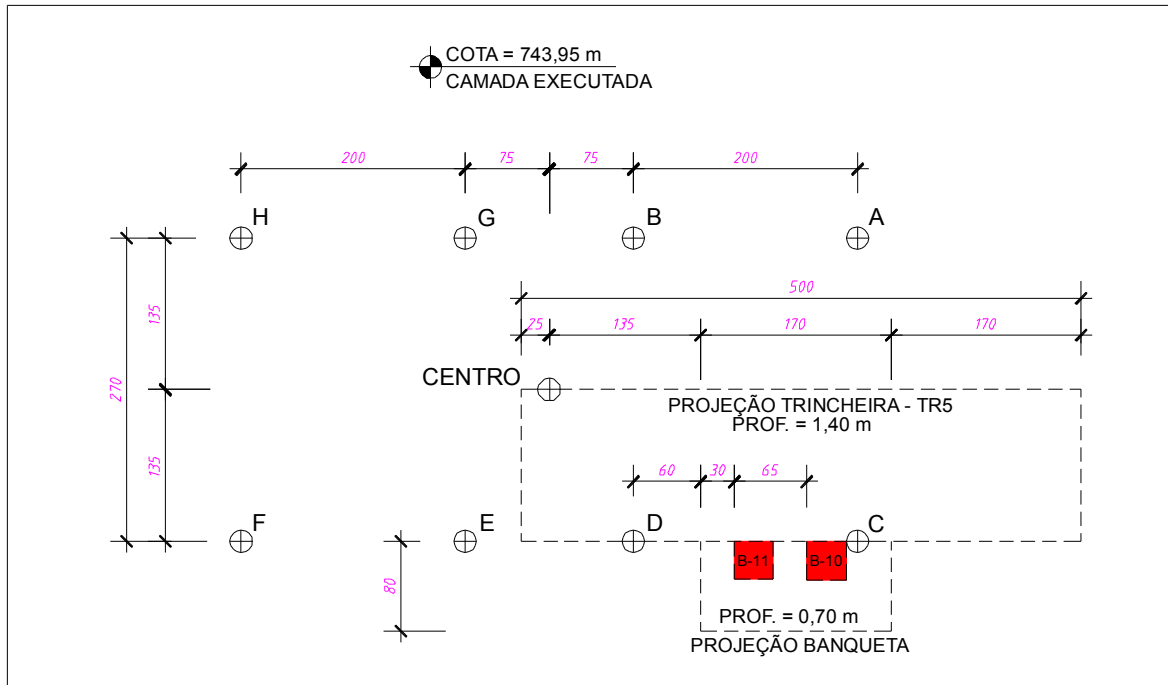 COTA = 743,95 m
CAMADA EXECUTADA
200 75 75 200
H G B A
500
25 135 170 170
135
270
CENTRO
PROJEÇÃO TRINCHEIRA - TR5
PROF. = 1,40 m
135
60 30 65
F E D C
B-11 B-10
80
PROF. = 0,70 m
PROJEÇÃO BANQUETA